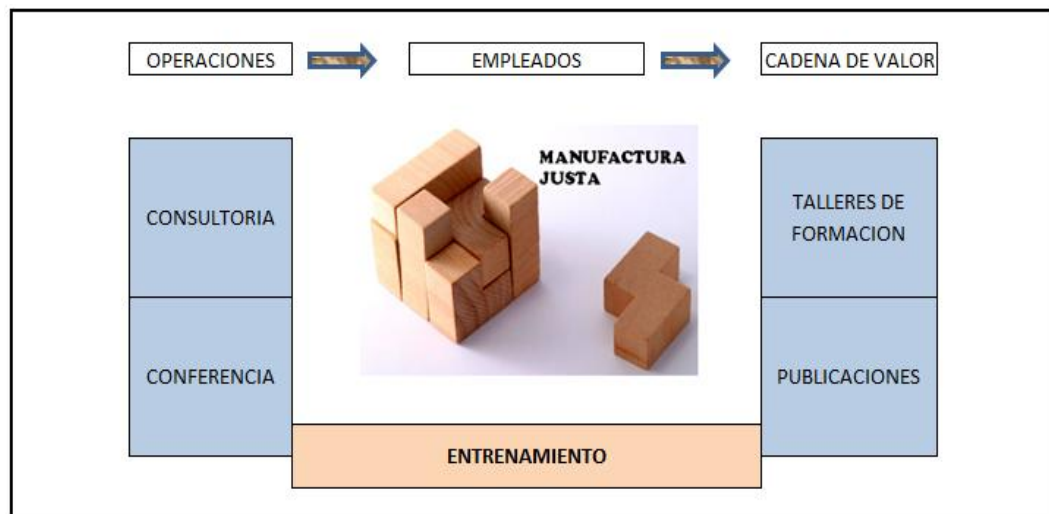 OPERACIONES
EMPLEADOS
CADENA DE VALOR
MANUFACTURA
JUSTA
CONSULTORIA
TALLERES DE
FORMACION
CONFERENCIA
PUBLICACIONES
ENTRENAMIENTO